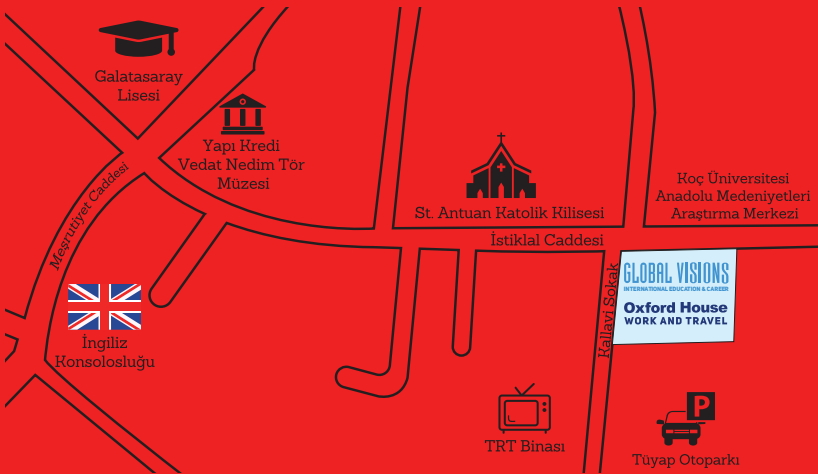 Galatasaray
Lisesi
Yapı Kredi
Vedat Nedim Tör
Müzesi
Meşrutiyet Caddesi
St. Antuan Katolik Kilisesi
Koç Üniversitesi
Anadolu Medeniyetleri
Araştırma Merkezi
İstiklal Caddesi
Kallavi Sokak
GLOBAL VISIONS
INTERNATIONAL EDUCATION & CAREER
Oxford House
WORK AND TRAVEL
İngiliz
Konsolosluğu
TRT Binası
P
Tüyap Otoparkı